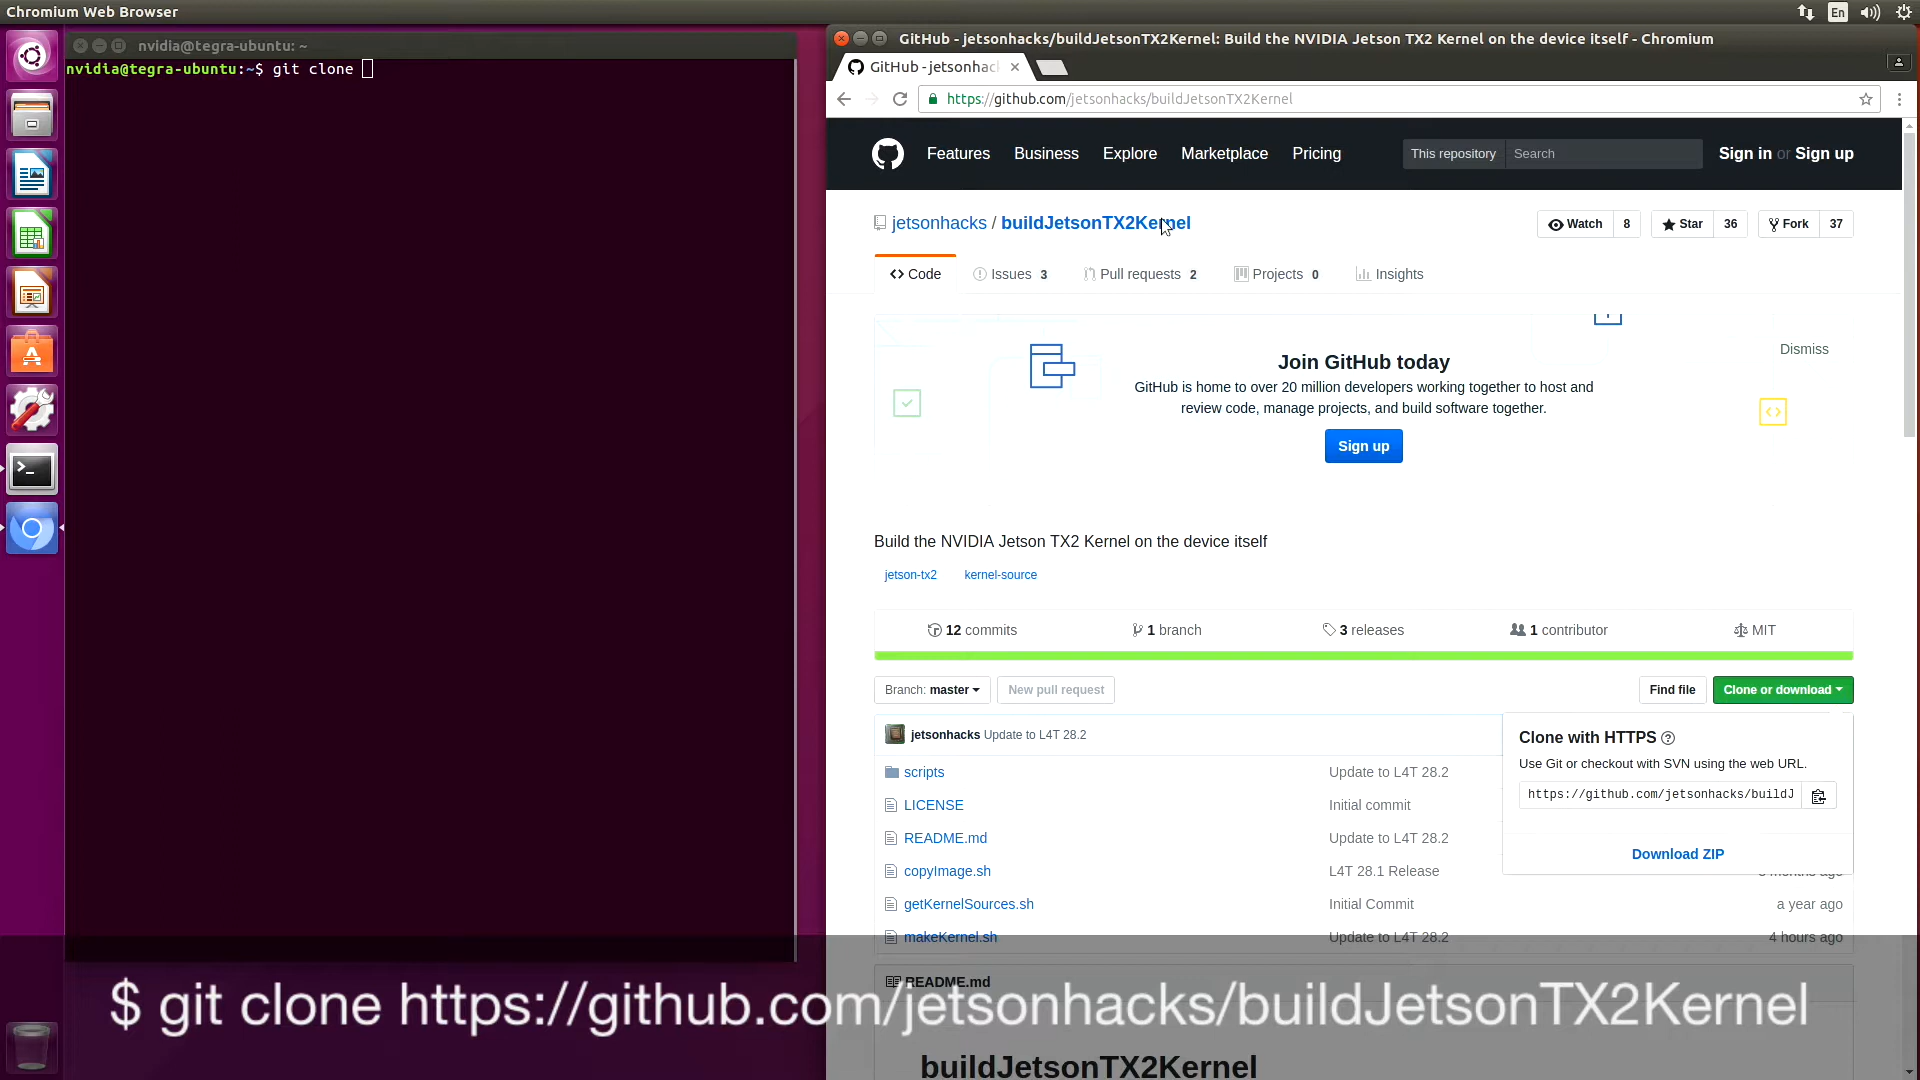 Chromium Web Browser
En
nvidia@tegra-ubuntu: ~
nvidia@tegra-ubuntu:~$ git clone
GitHub - jetsonhacks/buildJetsonTX2Kernel: Build the NVIDIA Jetson TX2 Kernel on the device itself - Chromium
GitHub - jetsonhac
https://github.com/jetsonhacks/buildJetsonTX2Kernel
Features Business Explore Marketplace Pricing This repository Search Sign in or Sign up
jetsonhacks / buildJetsonTX2Kernel Watch 8 Star 36 Fork 37
Code Issues 3 Pull requests 2 Projects 0 Insights
Dismiss
Join GitHub today
GitHub is home to over 20 million developers working together to host and
review code, manage projects, and build software together.
Sign up
Build the NVIDIA Jetson TX2 Kernel on the device itself
jetson-tx2 kernel-source
12 commits 1 branch 3 releases 1 contributor MIT
Branch: master New pull request Find file Clone or download
jetsonhacks Update to L4T 28.2
Clone with HTTPS
Use Git or checkout with SVN using the web URL.
https://github.com/jetsonhacks/buildJ
Download ZIP
scripts Update to L4T 28.2
LICENSE Initial commit
README.md Update to L4T 28.2
copyImage.sh L4T 28.1 Release months ago
getKernelSources.sh Initial Commit a year ago
makeKernel.sh Update to L4T 28.2 4 hours ago
README.md
$ git clone https://github.com/jetsonhacks/buildJetsonTX2Kernel
buildJetsonTX2Kernel